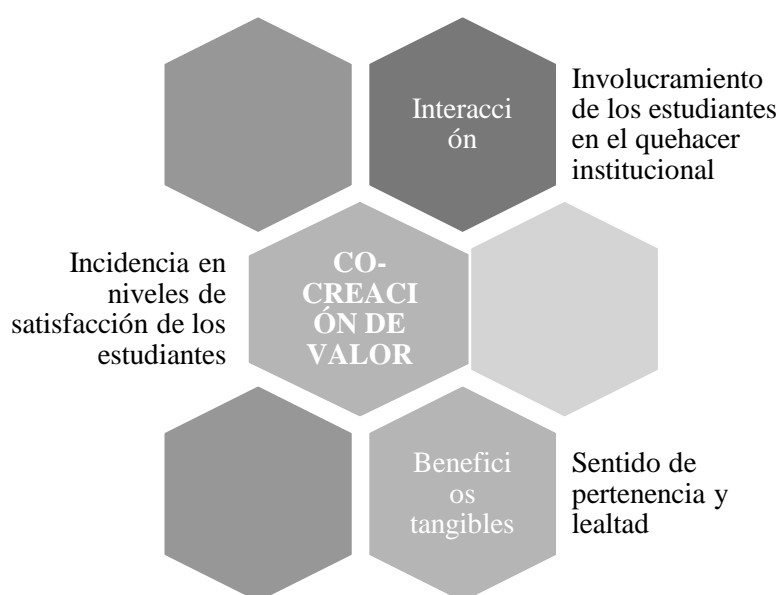 Interacci
ón
Involucramiento
de los estudiantes
en el quehacer
institucional
Incidencia en
niveles de
satisfacción de los
estudiantes
CO-
CREACI
ÓN DE
VALOR
Benefici
os
tangibles
Sentido de
pertenencia y
lealtad